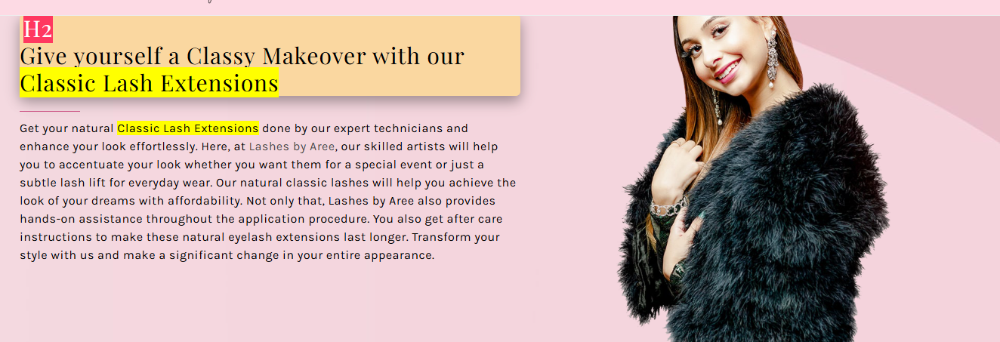 H2
Give yourself a Classy Makeover with our
Classic Lash Extensions
Get your natural Classic Lash Extensions done by our expert technicians and
enhance your look effortlessly. Here, at Lashes by Aree, our skilled artists will help
you to accentuate your look whether you want them for a special event or just a
subtle lash lift for everyday wear. Our natural classic lashes will help you achieve the
look of your dreams with affordability. Not only that, Lashes by Aree also provides
hands-on assistance throughout the application procedure. You also get after care
instructions to make these natural eyelash extensions last longer. Transform your
style with us and make a significant change in your entire appearance.